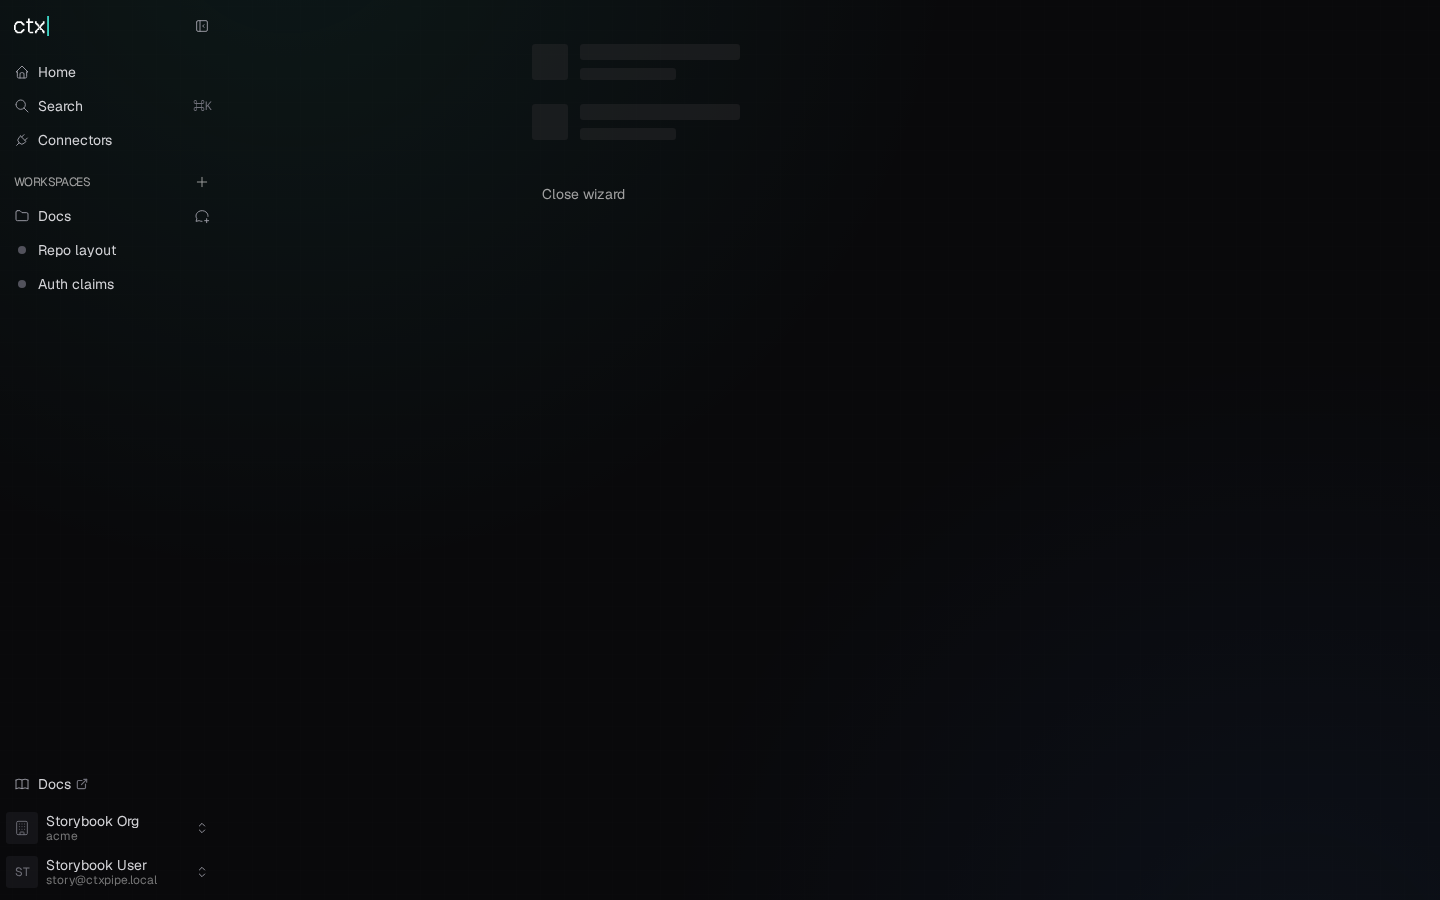 ctx
Home
Search ⌘K
Connectors
WORKSPACES
Docs
Repo layout
Auth claims
Close wizard
Docs
Storybook Org
acme
ST
Storybook User
story@ctxpipe.local